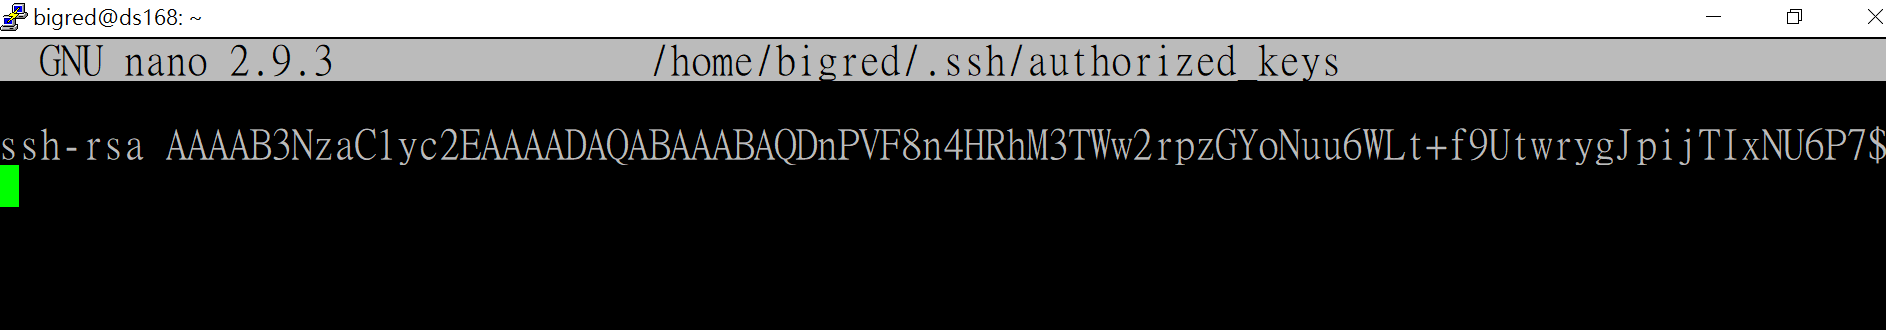 bigred@ds168: ~
GNU nano 2.9.3 /home/bigred/.ssh/authorized_keys
ssh-rsa AAAAB3NzaC1yc2EAAAADAQABAAABAQDnPVF8n4HRhM3TWw2rpzGYoNuu6WLt+f9UtwrygJpijTIxNU6P7$